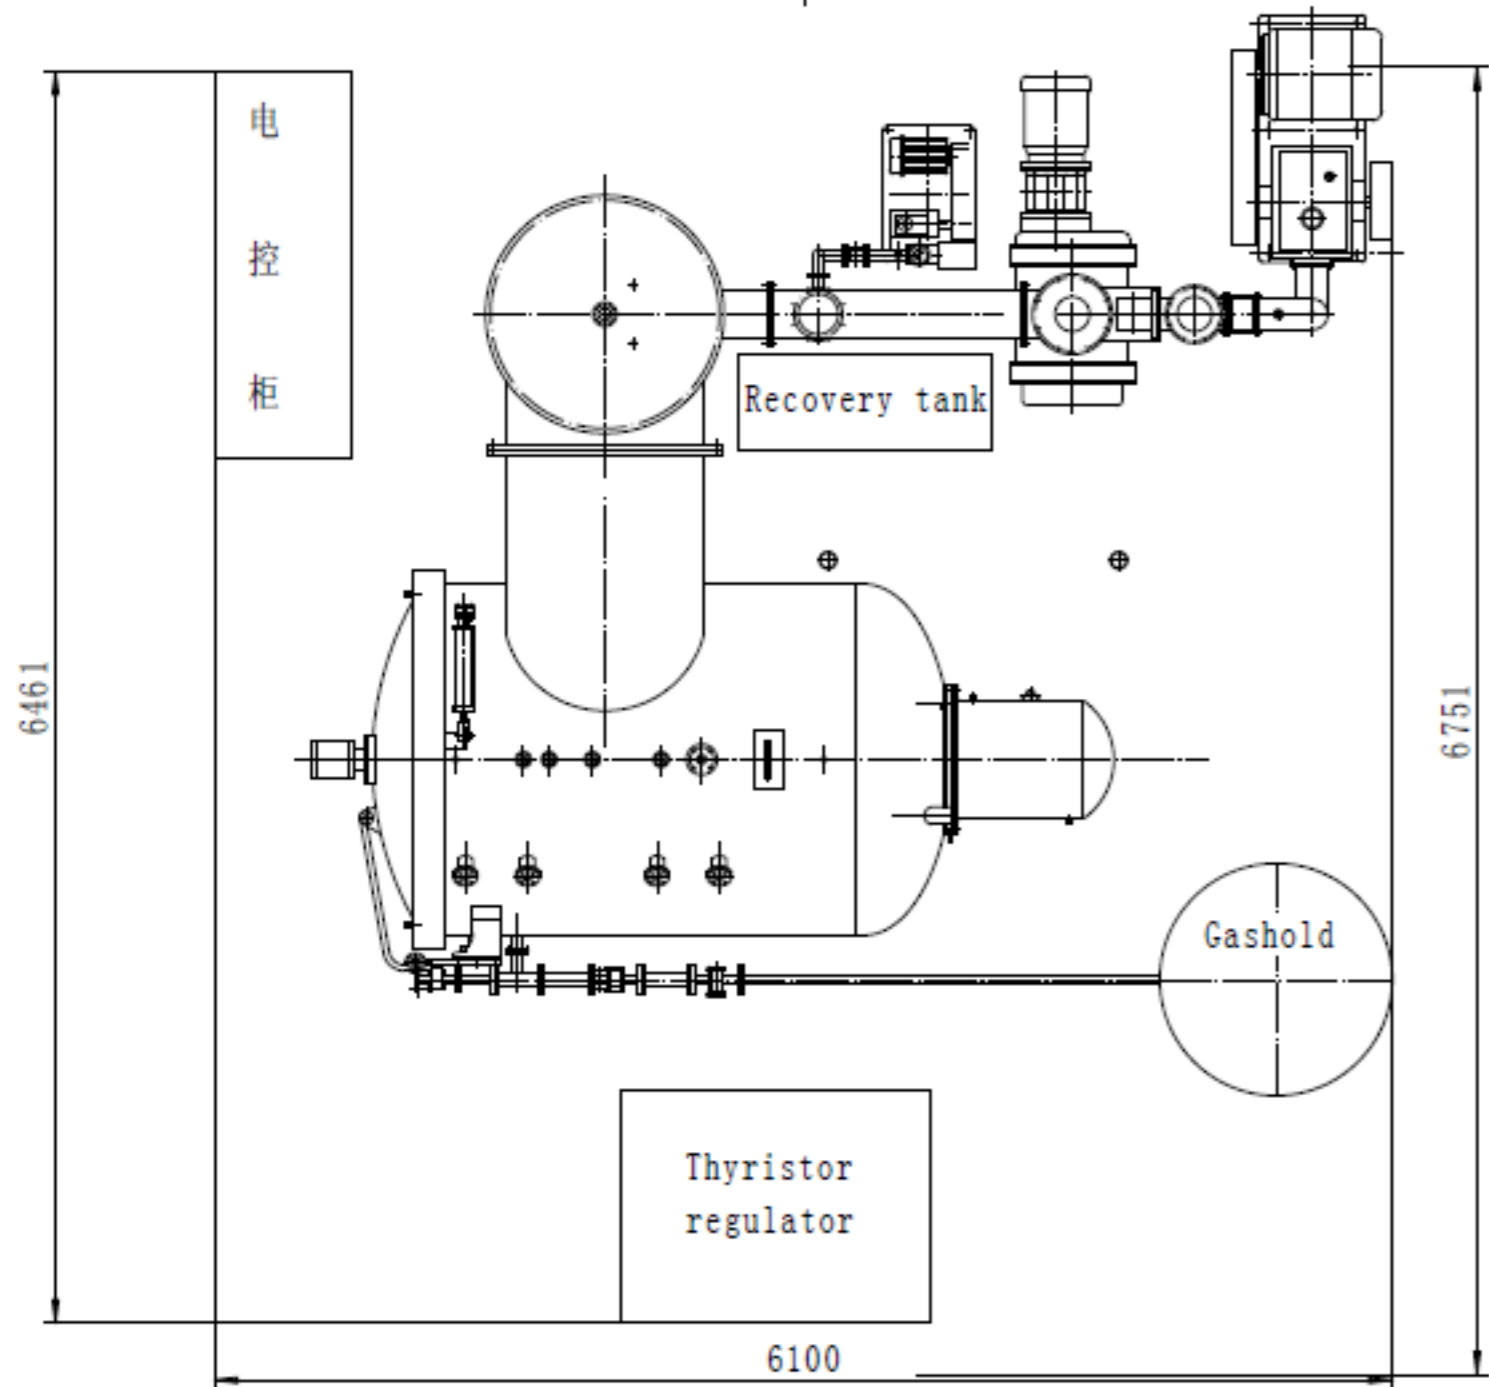 电
控
柜
Recovery tank
6461
6751
Gashold
Thyristor
regulator
6100